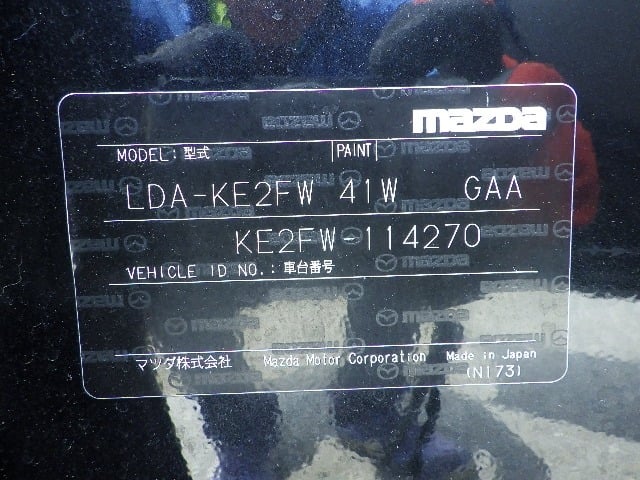 mazda
MODEL: 型式 PAINT
LDA-KE2FW 41W GAA
KE2FW-114270
VEHICLE ID NO.: 車台番号
マツダ株式会社 Mazda Motor Corporation Made in Japan
(N173)